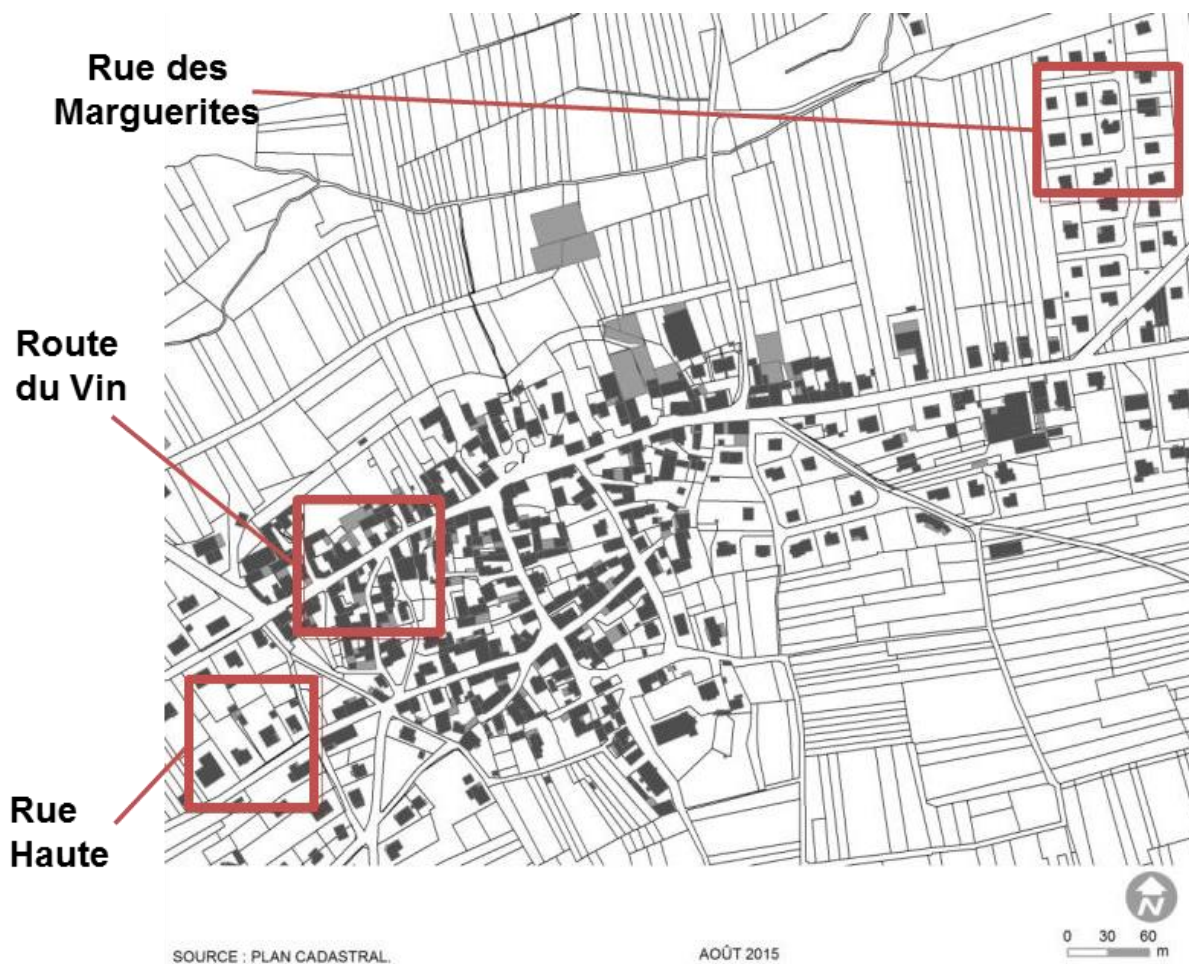 Rue des
Marguerites
Route
du Vin
Rue
Haute
N
0 30 60
m
SOURCE : PLAN CADASTRAL.
AOÛT 2015